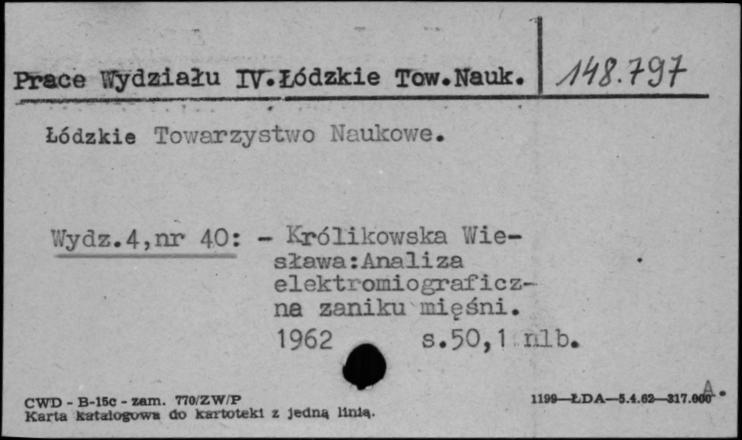 Prace Wydziału IV.Łódzkie Tow.Nauk. 148.797
Łódzkie Towarzystwo Naukowe.
Wydz.4,nr 40: - Królikowska Wie-
sława:Analiza
elektromiograficz-
na zaniku mięśni.
1962 s.50,1 nlb.
CWD - B-15c - zam. 770/ZW/P
Karta katalogowa do kartoteki z jedną linią.
1199—ŁDA—5.4.62—317.000 A.